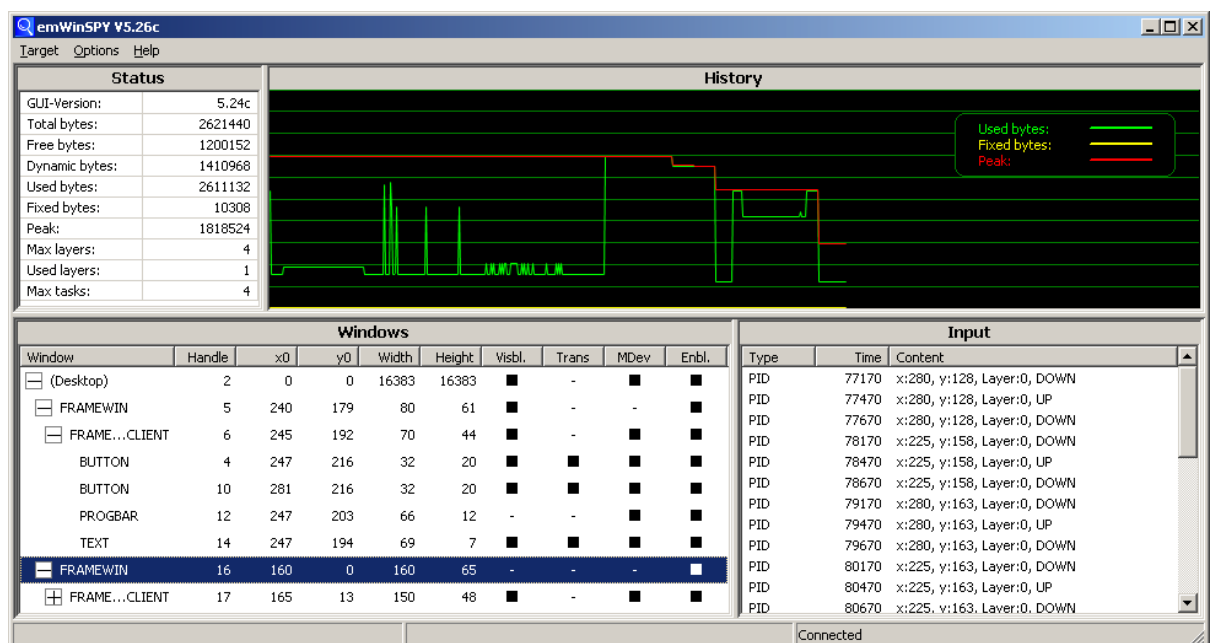 emWinSPY V5.26c
Target Options Help
Status
GUI-Version: 5.24c
Total bytes: 2621440
Free bytes: 1200152
Dynamic bytes: 1410968
Used bytes: 2611132
Fixed bytes: 10308
Peak: 1818524
Max layers: 4
Used layers: 1
Max tasks: 4
History
Used bytes:
Fixed bytes:
Peak:
Windows
Window Handle x0 y0 Width Height Visbl. Trans MDev Enbl.
(Desktop) 2 0 0 16383 16383 -
FRAMEWIN 5 240 179 80 61 - -
FRAME...CLIENT 6 245 192 70 44 -
BUTTON 4 247 216 32 20
BUTTON 10 281 216 32 20
PROGBAR 12 247 203 66 12 - -
TEXT 14 247 194 69 7
FRAMEWIN 16 160 0 160 65 - - -
FRAME...CLIENT 17 165 13 150 48 -
Input
Type Time Content
PID 77170 x:280, y:128, Layer:0, DOWN
PID 77470 x:280, y:128, Layer:0, UP
PID 77670 x:280, y:128, Layer:0, DOWN
PID 78170 x:225, y:158, Layer:0, DOWN
PID 78470 x:225, y:158, Layer:0, UP
PID 78670 x:225, y:158, Layer:0, DOWN
PID 79170 x:280, y:163, Layer:0, DOWN
PID 79470 x:280, y:163, Layer:0, UP
PID 79670 x:280, y:163, Layer:0, DOWN
PID 80170 x:225, y:163, Layer:0, DOWN
PID 80470 x:225, y:163, Layer:0, UP
PID 80670 x:225, y:163, Layer:0, DOWN
Connected